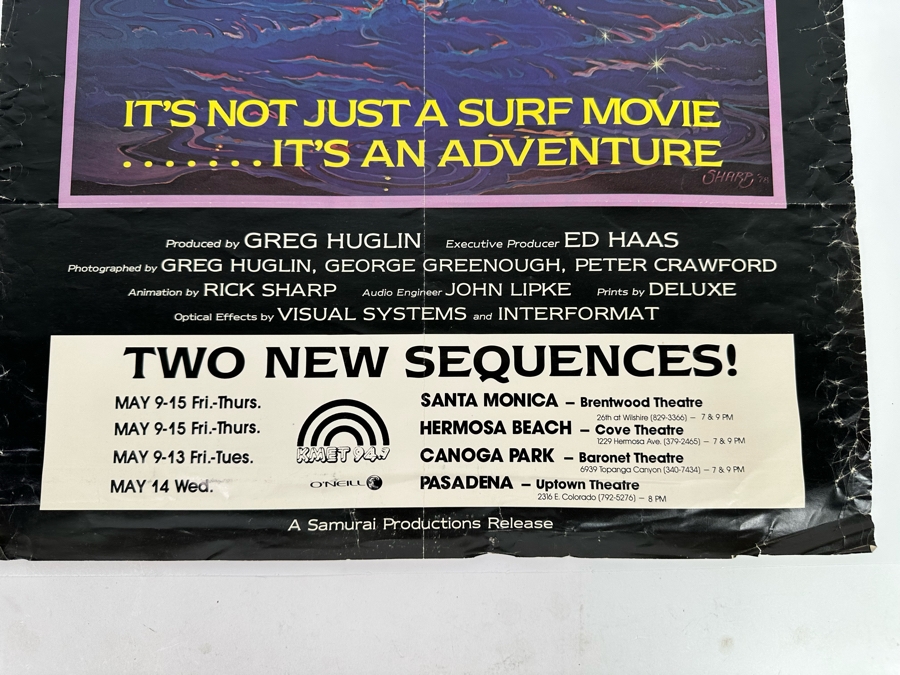 IT'S NOT JUST A SURF MOVIE
.......IT'S AN ADVENTURE
SHARP '78
Produced by GREG HUGLIN Executive Producer ED HAAS
Photographed by GREG HUGLIN, GEORGE GREENOUGH, PETER CRAWFORD
Animation by RICK SHARP Audio Engineer JOHN LIPKE Prints by DELUXE
Optical Effects by VISUAL SYSTEMS and INTERFORMAT
TWO NEW SEQUENCES!
MAY 9-15 Fri.-Thurs. SANTA MONICA – Brentwood Theatre
26th at Wilshire (829-3366) – 7 & 9 PM
MAY 9-15 Fri.-Thurs. HERMOSA BEACH – Cove Theatre
1229 Hermosa Ave. (379-2465) – 7 & 9 PM
MAY 9-13 Fri.-Tues. CANOGA PARK – Baronet Theatre
6939 Topanga Canyon (340-7434) – 7 & 9 PM
MAY 14 Wed. PASADENA – Uptown Theatre
2316 E. Colorado (792-5276) – 8 PM
KMET 94.7
O'NEILL
A Samurai Productions Release